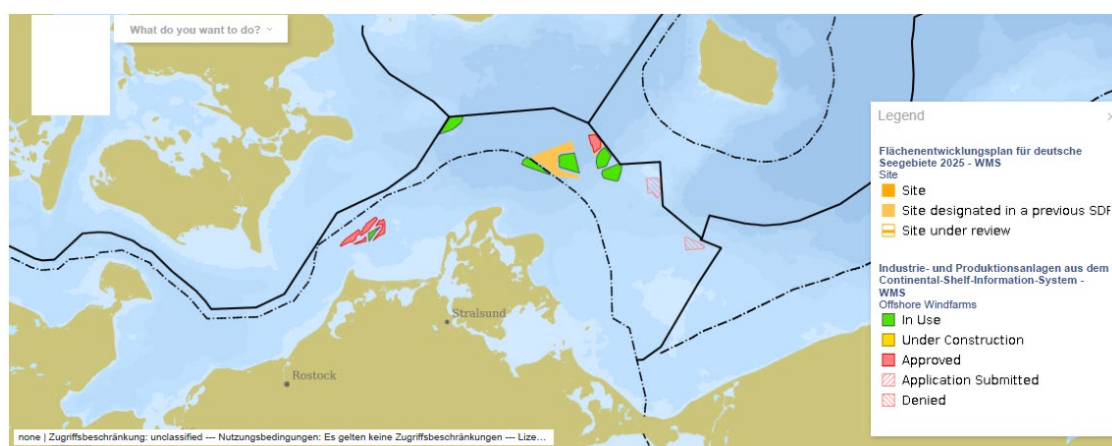 What do you want to do?
Stralsund
Rostock
none | Zugriffsbeschränkung: unclassified --- Nutzungsbedingungen: Es gelten keine Zugriffsbeschränkungen --- Lize…
Legend
Flächenentwicklungsplan für deutsche
Seegebiete 2025 - WMS
Site
Site
Site designated in a previous SDP
Site under review
Industrie- und Produktionsanlagen aus dem
Continental-Shelf-Information-System -
WMS
Offshore Windfarms
In Use
Under Construction
Approved
Application Submitted
Denied